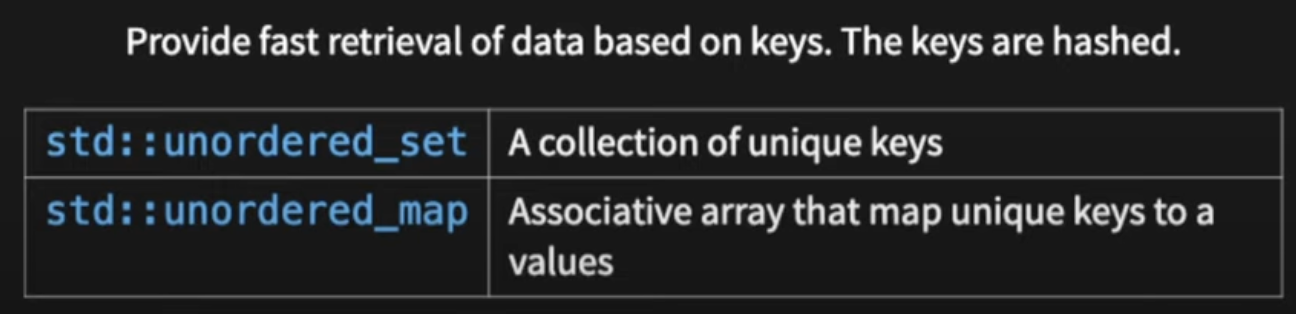 Provide fast retrieval of data based on keys. The keys are hashed.
std::unordered_set A collection of unique keys
std::unordered_map Associative array that map unique keys to a
values